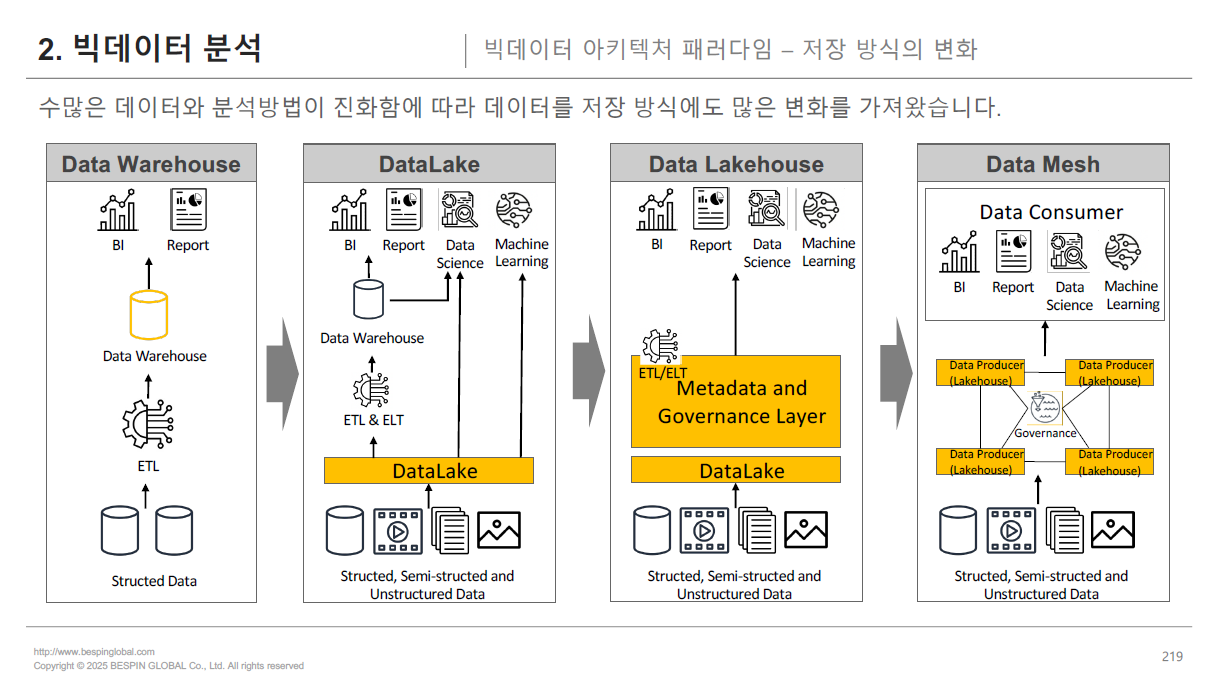 2. 빅데이터 분석
빅데이터 아키텍처 패러다임 – 저장 방식의 변화
수많은 데이터와 분석방법이 진화함에 따라 데이터를 저장 방식에도 많은 변화를 가져왔습니다.
Data Warehouse
BI
Report
Data Warehouse
ETL
Structed Data
DataLake
BI
Report
Data
Science
Machine
Learning
Data Warehouse
ETL & ELT
DataLake
Structed, Semi-structed and
Unstructured Data
Data Lakehouse
BI
Report
Data
Science
Machine
Learning
ETL/ELT
Metadata and
Governance Layer
DataLake
Structed, Semi-structed and
Unstructured Data
Data Mesh
Data Consumer
BI
Report
Data
Science
Machine
Learning
Data Producer
(Lakehouse)
Data Producer
(Lakehouse)
Governance
Data Producer
(Lakehouse)
Data Producer
(Lakehouse)
Structed, Semi-structed and
Unstructured Data
http://www.bespinglobal.com
Copyright © 2025 BESPIN GLOBAL Co., Ltd. All rights reserved
219